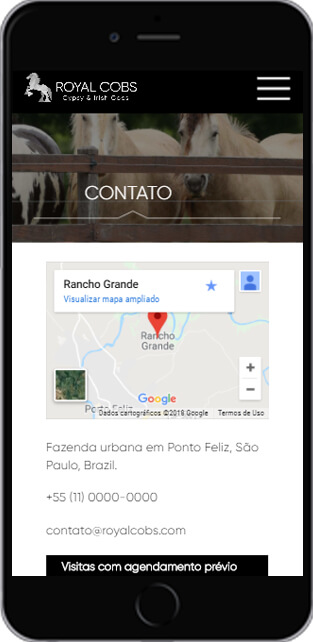 ROYAL COBS
Gypsy & Irish Cobs
CONTATO
Rancho Grande
Visualizar mapa ampliado
Rancho
Grande
Porto Feliz
Google
Dados cartográficos ©2018 Google Termos de Uso
Fazenda urbana em Ponto Feliz, São
Paulo, Brazil.
+55 (11) 0000-0000
contato@royalcobs.com
Visitas com agendamento prévio